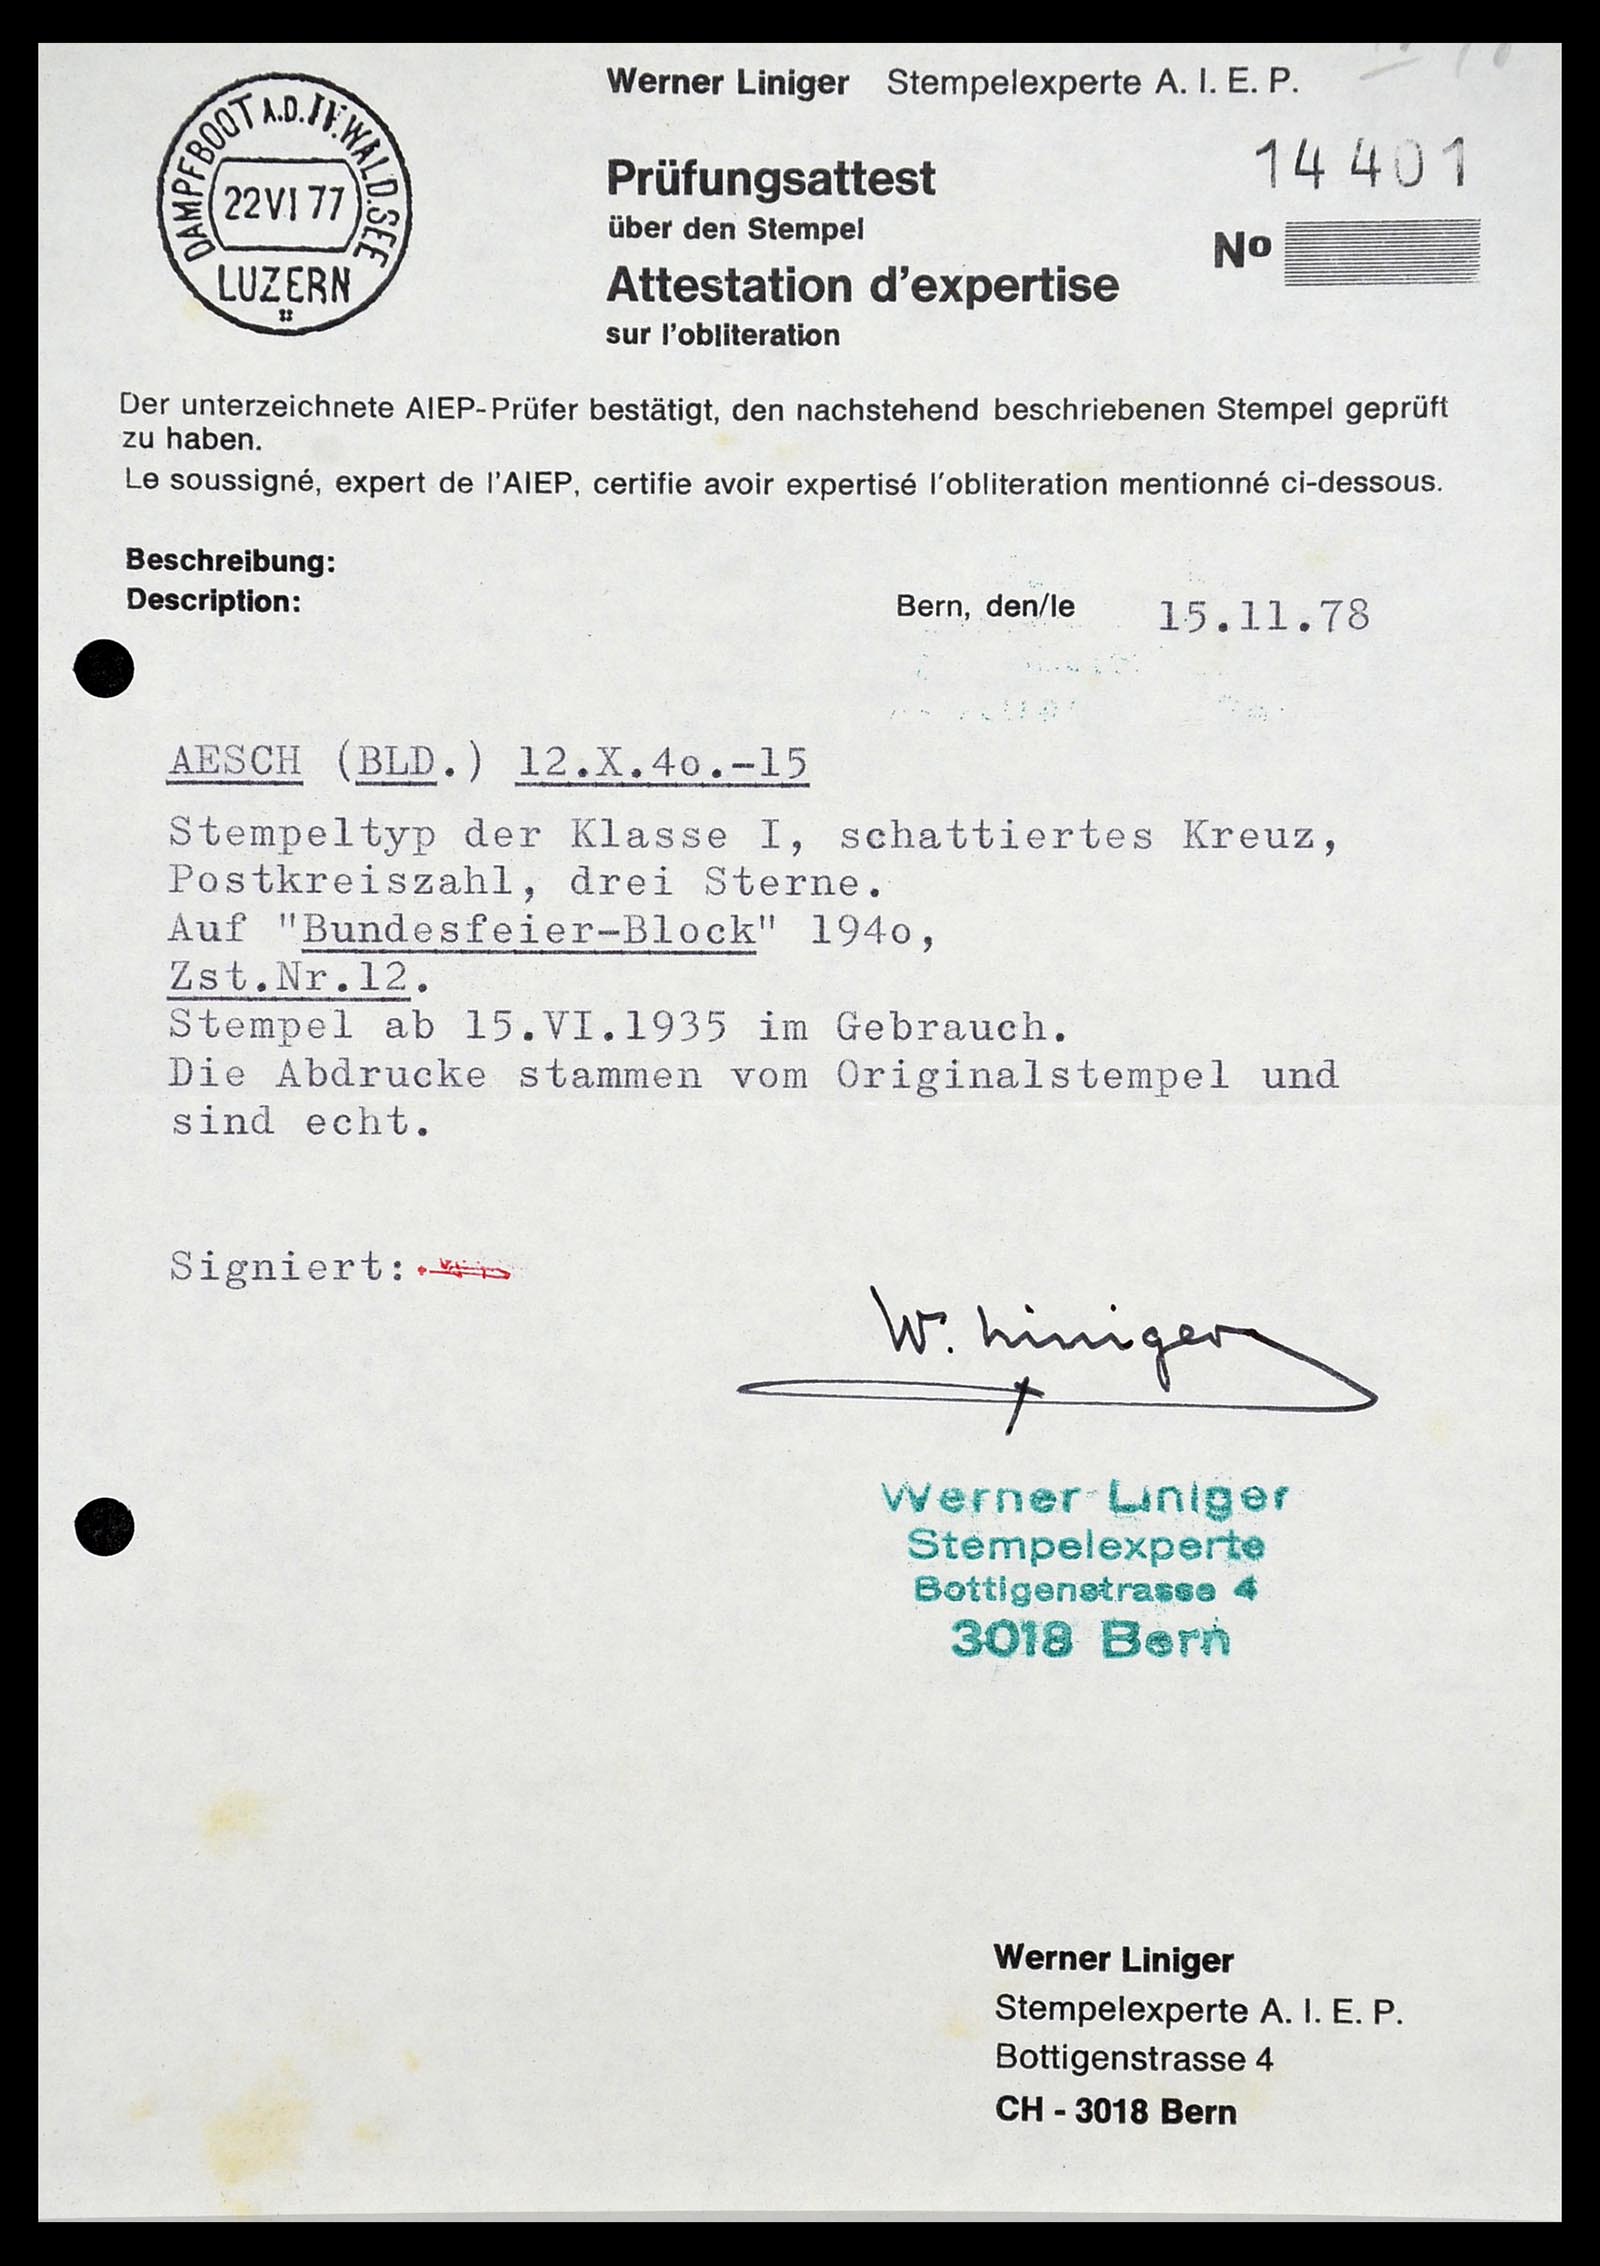 Werner Liniger Stempelexperte A. I. E. P.
DAMPFBOOT A.D. IV. WALD. SEE
22 VI 77
LUZERN
Prüfungsattest
über den Stempel
14 401
No
Attestation d'expertise
sur l'obliteration
Der unterzeichnete AIEP-Prüfer bestätigt, den nachstehend beschriebenen Stempel geprüft
zu haben.
Le soussigné, expert de l'AIEP, certifie avoir expertisé l'obliteration mentionné ci-dessous.
Beschreibung:
Description:
Bern, den/le 15.11.78
AESCH (BLD.) 12.X.4o.-15
Stempeltyp der Klasse I, schattiertes Kreuz,
Postkreiszahl, drei Sterne.
Auf "Bundesfeier-Block" 194o,
Zst.Nr.12.
Stempel ab 15.VI.1935 im Gebrauch.
Die Abdrucke stammen vom Originalstempel und
sind echt.
Signiert:
W. Liniger
Werner Liniger
Stempelexperte
Bottigenstrasse 4
3018 Bern
Werner Liniger
Stempelexperte A. I. E. P.
Bottigenstrasse 4
CH - 3018 Bern